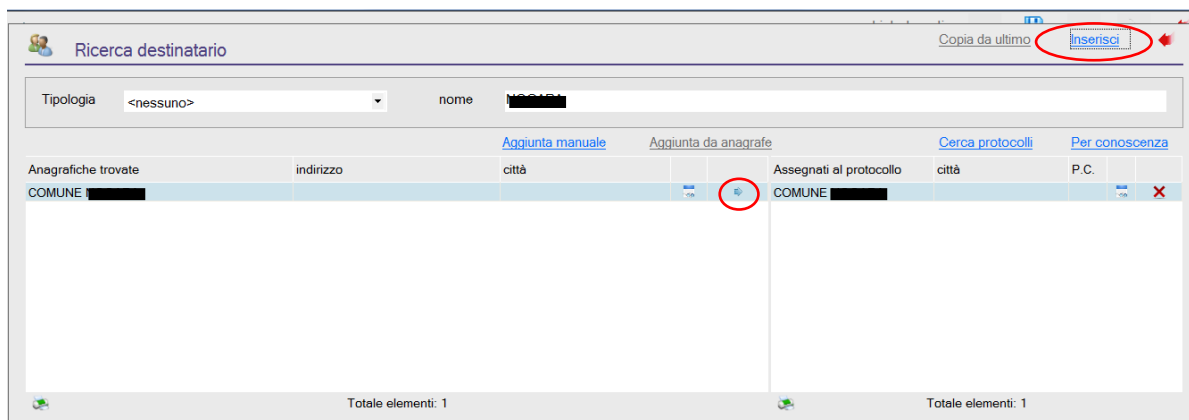 Ricerca destinatario
Copia da ultimo Inserisci
Tipologia <nessuno> nome
Aggiunta manuale Aggiunta da anagrafe Cerca protocolli Per conoscenza
Anagrafiche trovate indirizzo città Assegnati al protocollo città P.C.
COMUNE COMUNE
Totale elementi: 1 Totale elementi: 1